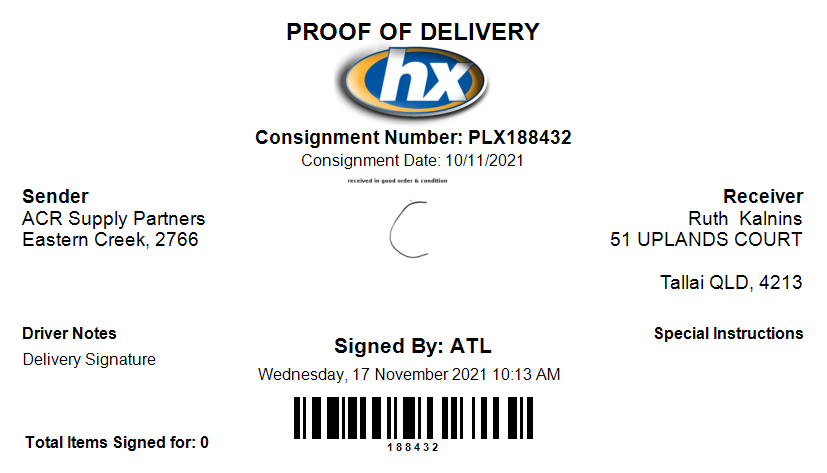 PROOF OF DELIVERY
hx
Consignment Number: PLX188432
Consignment Date: 10/11/2021
received in good order & condition
Sender
ACR Supply Partners
Eastern Creek, 2766
Receiver
Ruth Kalnins
51 UPLANDS COURT
Tallai QLD, 4213
Driver Notes
Delivery Signature
Signed By: ATL
Wednesday, 17 November 2021 10:13 AM
Special Instructions
188432
Total Items Signed for: 0